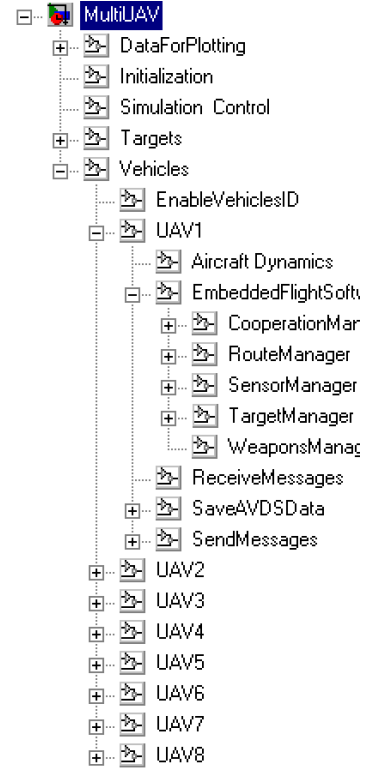 MultiUAV
DataForPlotting
Initialization
Simulation Control
Targets
Vehicles
EnableVehiclesID
UAV1
Aircraft Dynamics
EmbeddedFlightSoftw
CooperationMan
RouteManager
SensorManager
TargetManager
WeaponsManag
ReceiveMessages
SaveAVDSData
SendMessages
UAV2
UAV3
UAV4
UAV5
UAV6
UAV7
UAV8